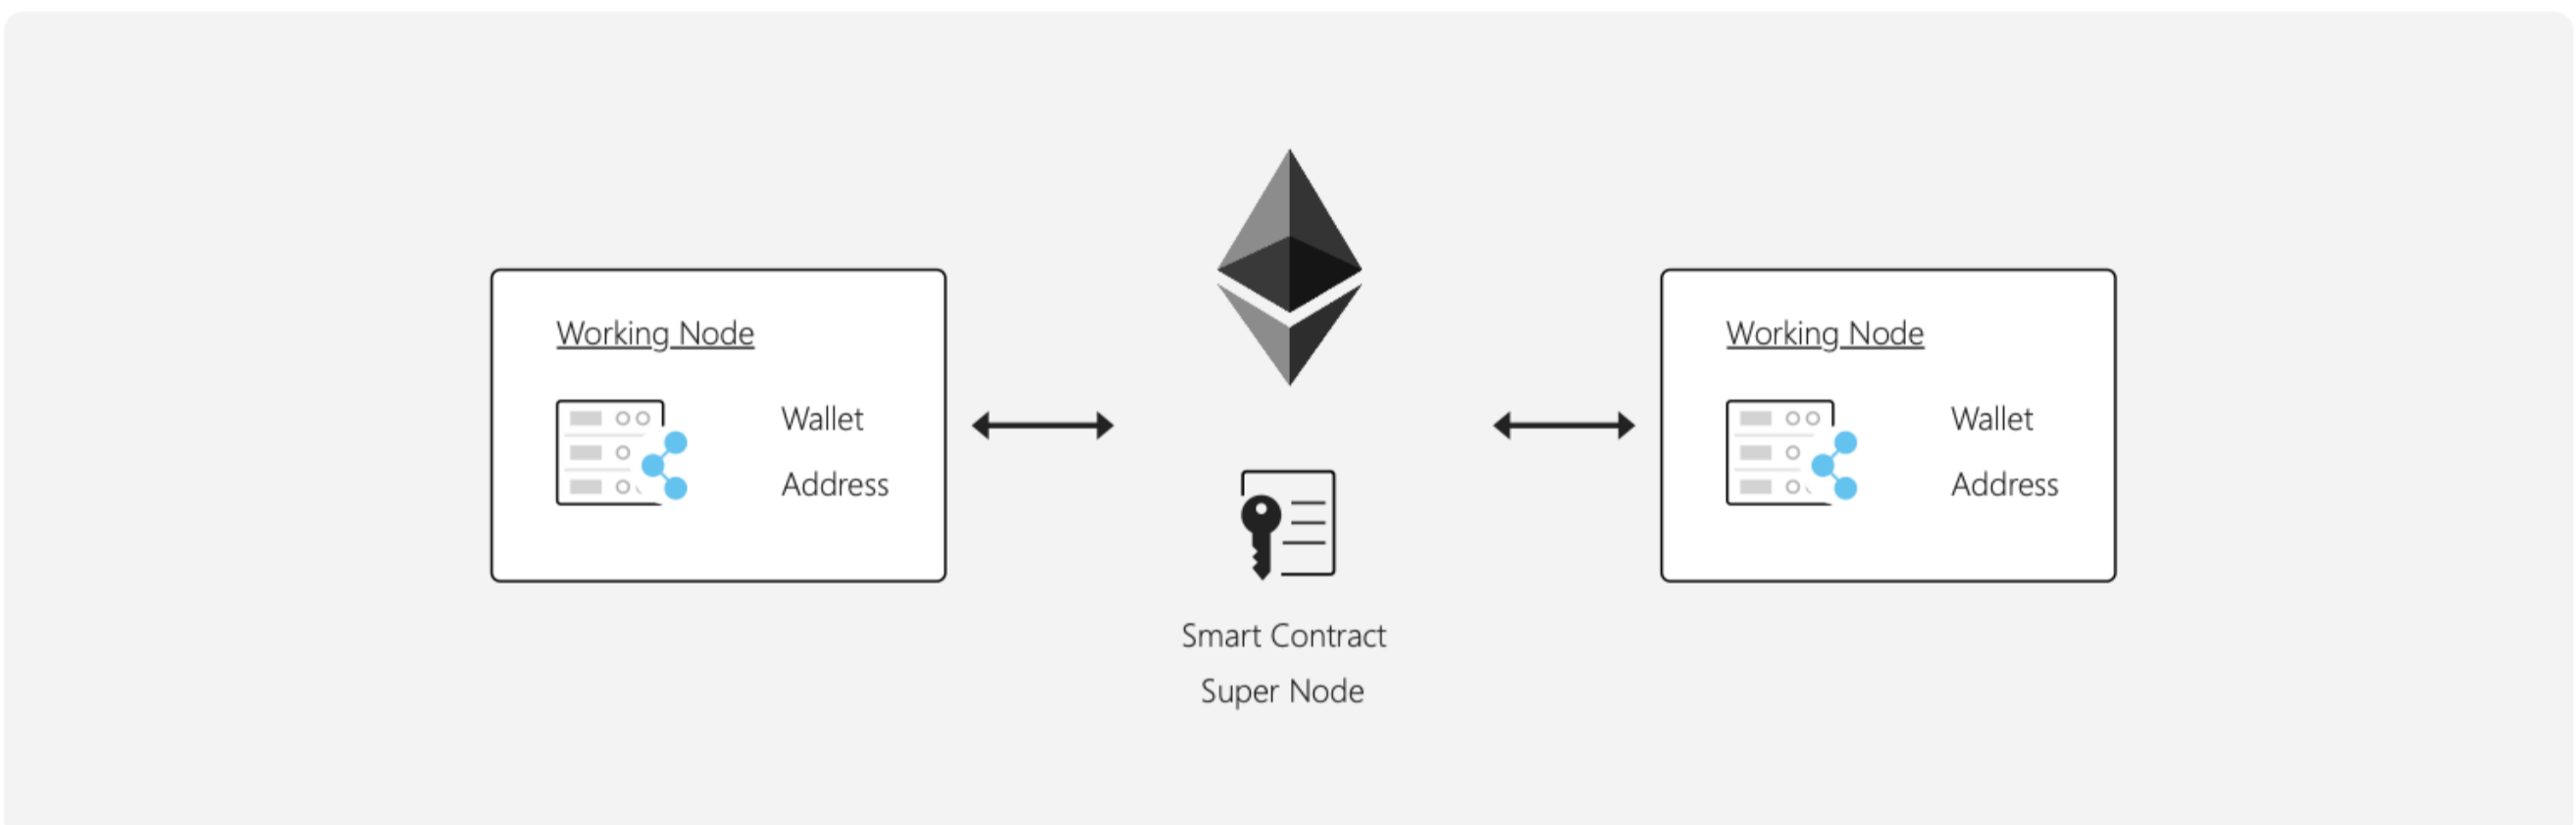 Working Node
Wallet
Address
Smart Contract
Super Node
Working Node
Wallet
Address